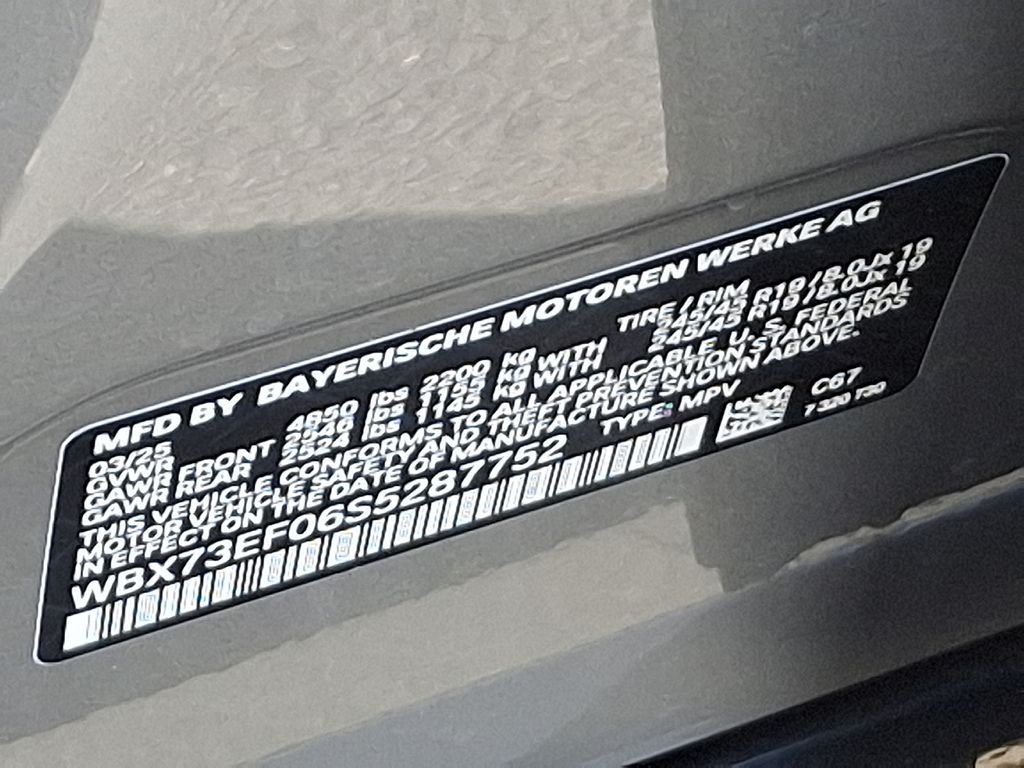 MFD BY BAYERISCHE MOTOREN WERKE AG
03/25 TIRE / RIM
GVWR 4850 lbs 2200 kg
GAWR FRONT 2546 lbs 1155 kg WITH 245/45 R19 / 8.0Jx 19
GAWR REAR 2524 lbs 1145 kg WITH 245/45 R19 / 8.0Jx 19
THIS VEHICLE CONFORMS TO ALL APPLICABLE U. S. FEDERAL
MOTOR VEHICLE SAFETY AND THEFT PREVENTION STANDARDS
IN EFFECT ON THE DATE OF MANUFACTURE SHOWN ABOVE.
WBX73EF06S5287752 TYPE: MPV C67
7 320 730